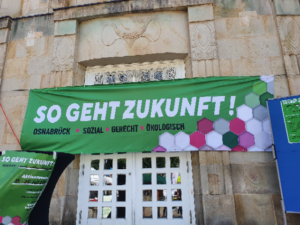 SO GEHT ZUKUNFT!
OSNABRÜCK • SOZIAL • GERECHT • ÖKOLOGISCH
SO GEHT ZUKUNFT!